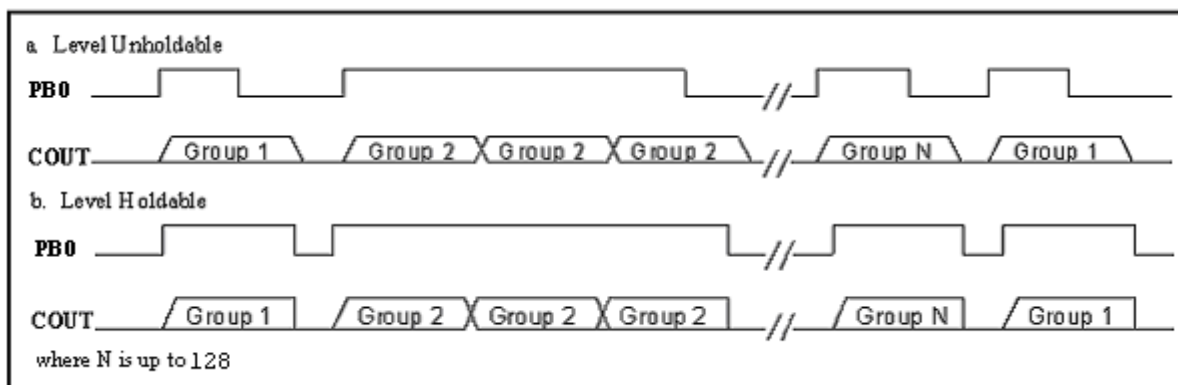 a. Level Unholdable
PB0
COUT Group 1 Group 2 Group 2 Group 2 Group N Group 1
b. Level Holdable
PB0
COUT Group 1 Group 2 Group 2 Group 2 Group N Group 1
where N is up to 128